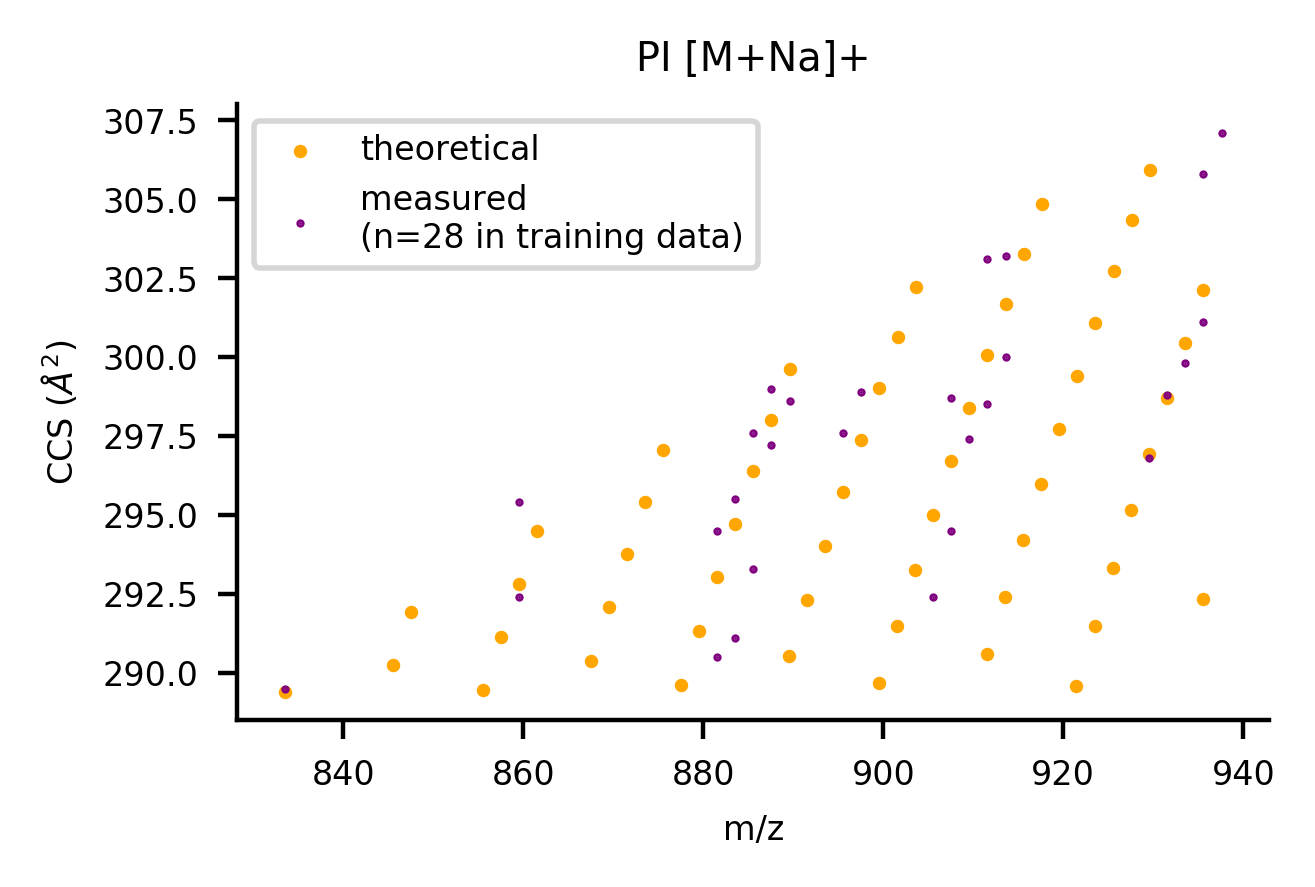 PI [M+Na]+
307.5
305.0
302.5
300.0
297.5
295.0
292.5
290.0
CCS (Å²)
theoretical
measured
(n=28 in training data)
840
860
880
900
920
940
m/z